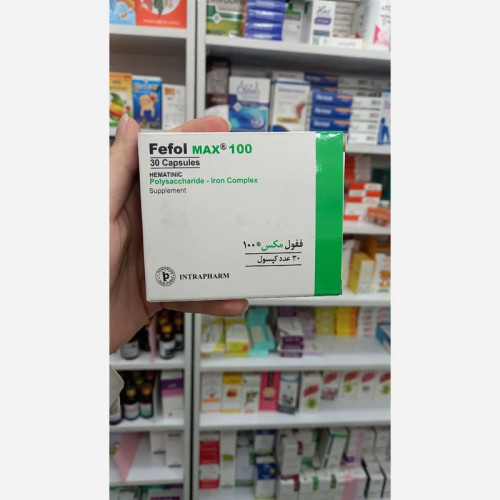 Fefol MAX® 100
30 Capsules
HEMATINIC
Polysaccharide - Iron Complex
Supplement
ففول مکس®۱۰۰
۳۰ عدد کپسول
INTRAPHARM